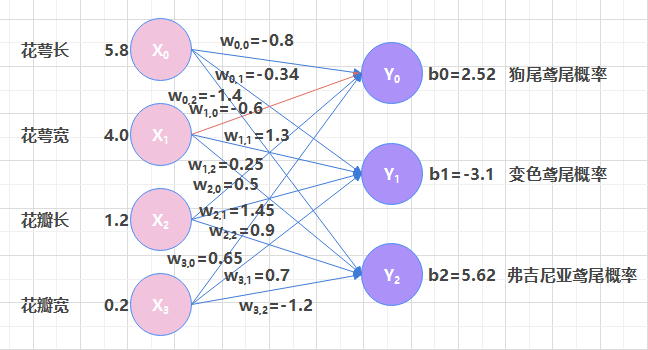 花萼长 5.8 X₀ w₀,₀=-0.8
w₀,₁=-0.34 Y₀ b0=2.52 狗尾鸢尾概率
w₀,₂=-1.4
w₁,₀=-0.6
花萼宽 4.0 X₁ w₁,₁=1.3
w₁,₂=0.25
w₂,₀=0.5 Y₁ b1=-3.1 变色鸢尾概率
花瓣长 1.2 X₂ w₂,₁=1.45
w₂,₂=0.9
w₃,₀=0.65
w₃,₁=0.7 Y₂ b2=5.62 弗吉尼亚鸢尾概率
花瓣宽 0.2 X₃ w₃,₂=-1.2